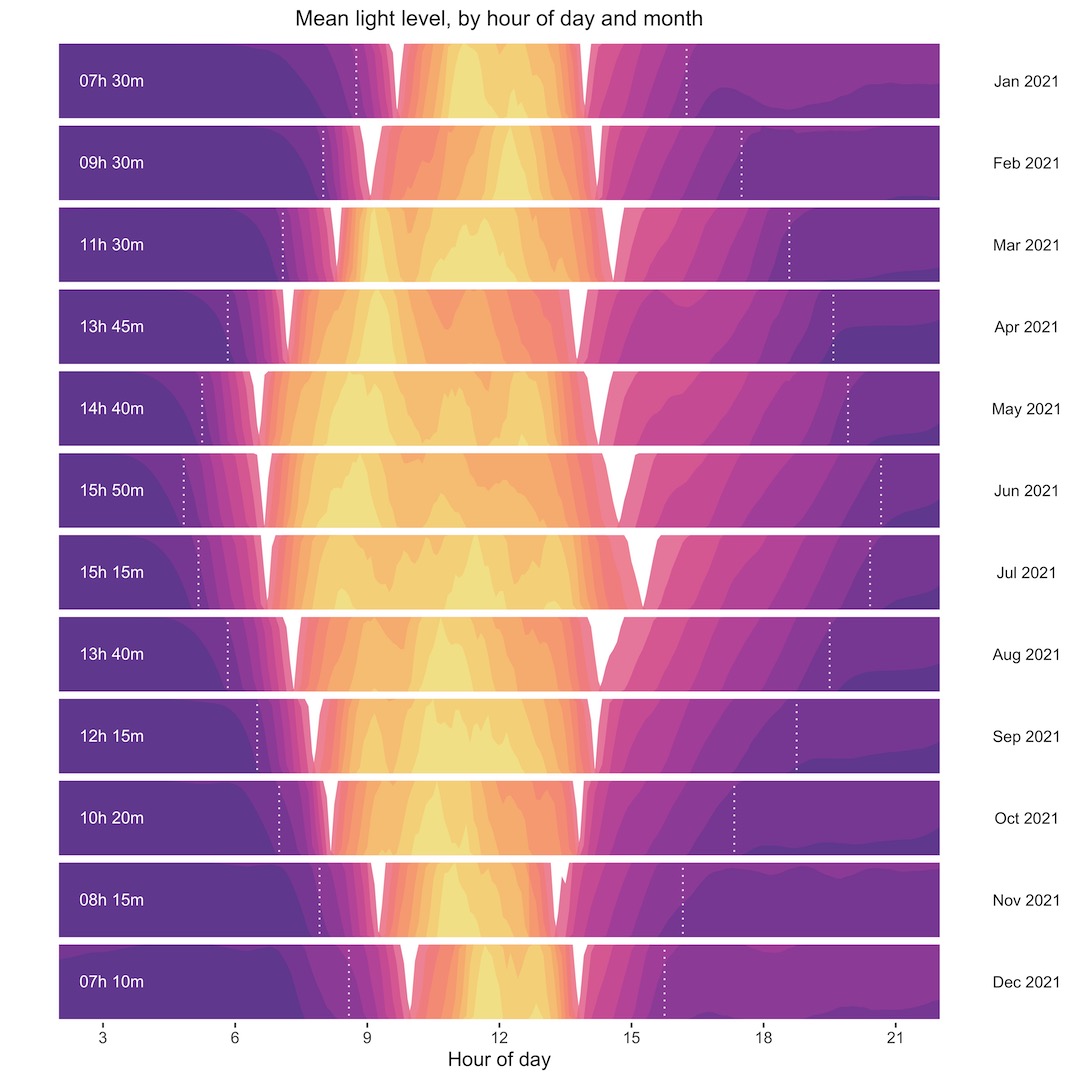 Mean light level, by hour of day and month
07h 30m Jan 2021
09h 30m Feb 2021
11h 30m Mar 2021
13h 45m Apr 2021
14h 40m May 2021
15h 50m Jun 2021
15h 15m Jul 2021
13h 40m Aug 2021
12h 15m Sep 2021
10h 20m Oct 2021
08h 15m Nov 2021
07h 10m Dec 2021
3 6 9 12 15 18 21
Hour of day